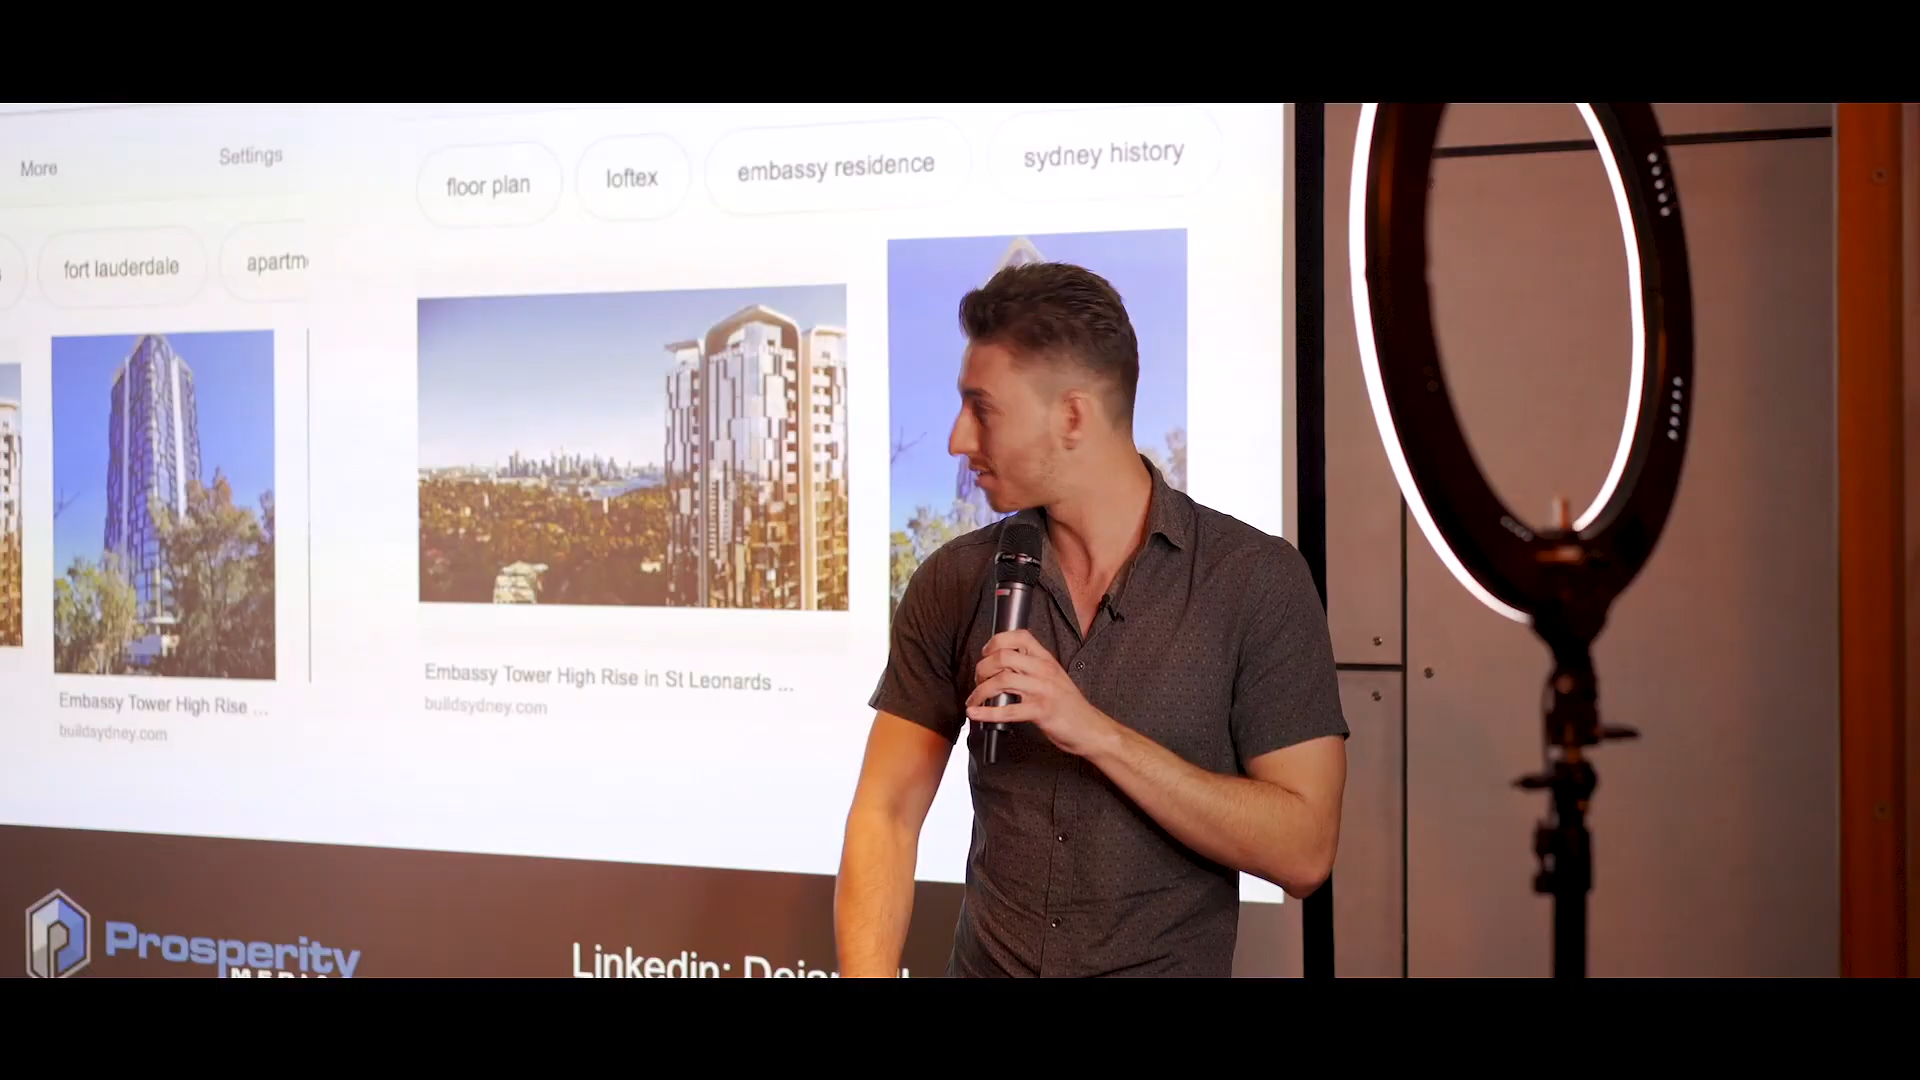 More
Settings
floor plan
loftex
embassy residence
sydney history
fort lauderdale
Embassy Tower High Rise ...
buildsydney.com
Embassy Tower High Rise in St Leonards ...
buildsydney.com
Prosperity
MEDIA
Linkedin: